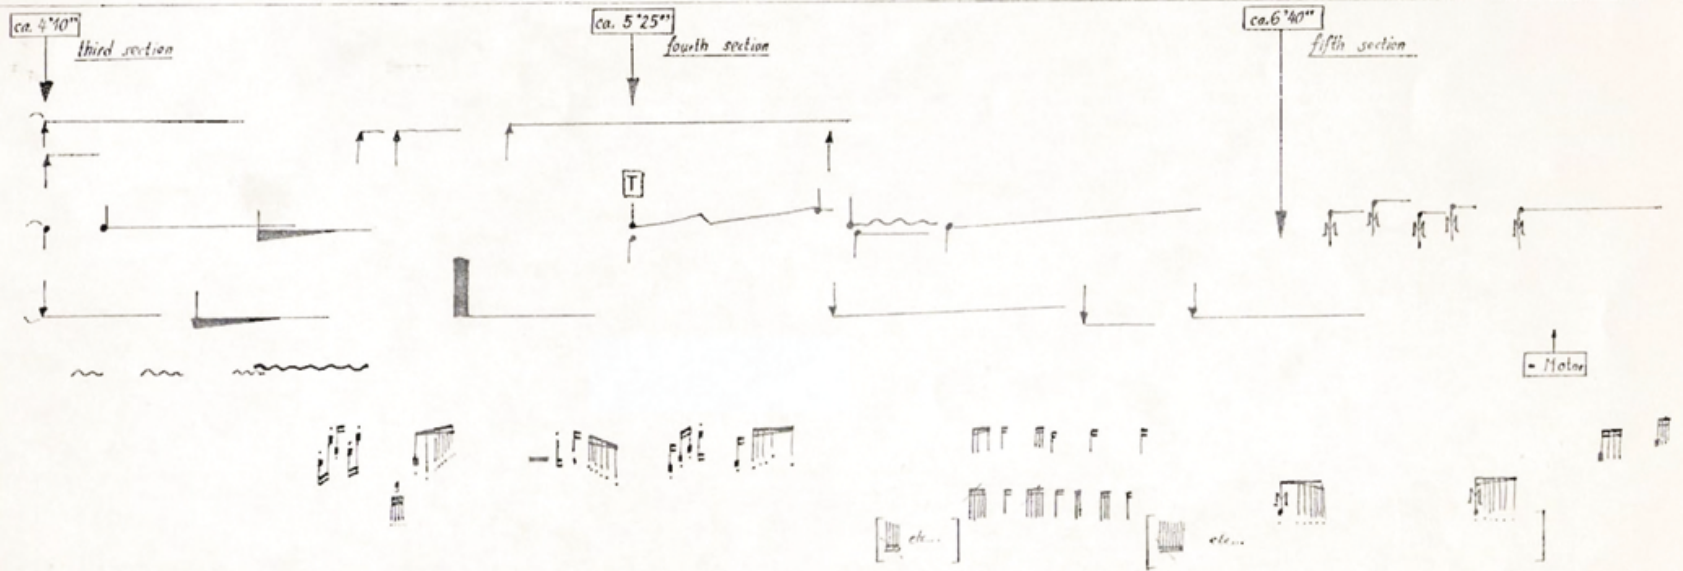 ca. 4'10"
third section
ca. 5'25"
fourth section
ca. 6'40"
fifth section
T
- Motor
etc...
etc...